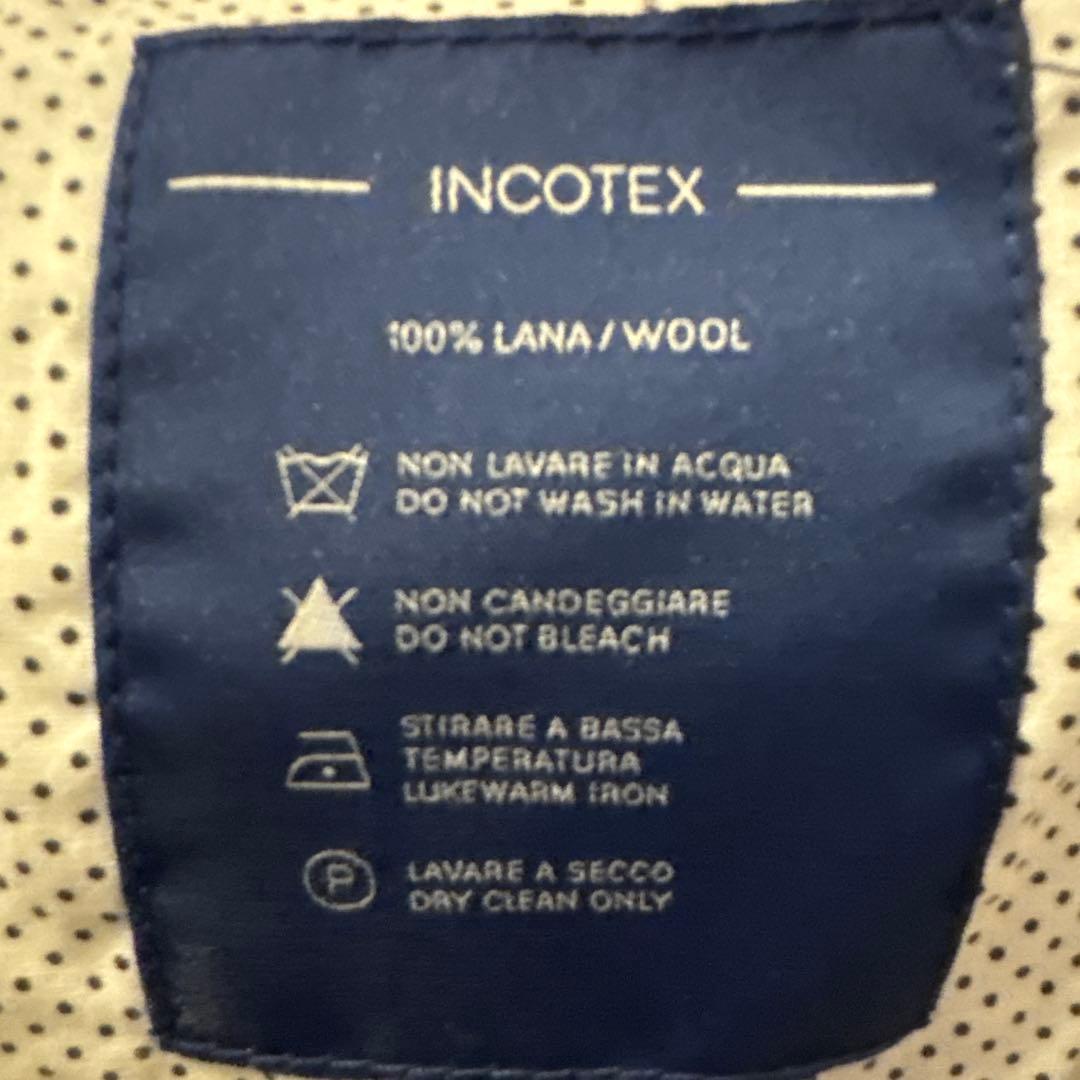 INCOTEX
100% LANA / WOOL
NON LAVARE IN ACQUA
DO NOT WASH IN WATER
NON CANDEGGIARE
DO NOT BLEACH
STIRARE A BASSA
TEMPERATURA
LUKEWARM IRON
P
LAVARE A SECCO
DRY CLEAN ONLY